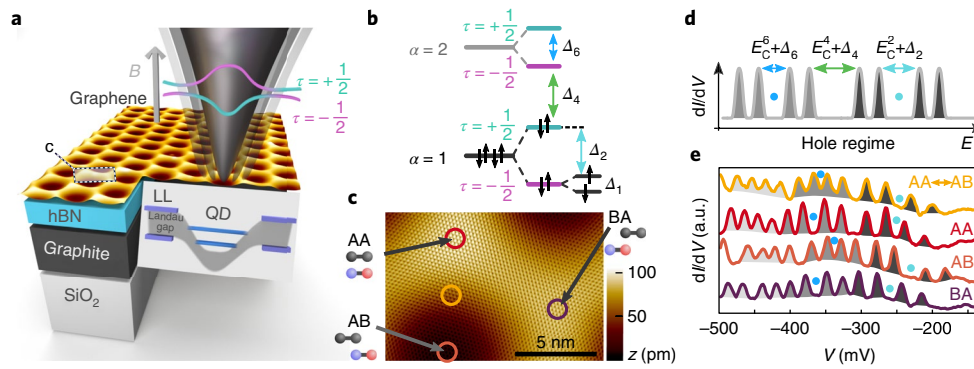 a
B
Graphene
τ=+1/2
τ=−1/2
c
LL
Landau
gap
QD
hBN
Graphite
SiO2
b
α=2
τ=+1/2
τ=−1/2
Δ6
Δ4
α=1
τ=+1/2
τ=−1/2
Δ2
Δ1
c
AA
BA
AB
5 nm
100
50
z (pm)
d
dI/dV
E_C^6+Δ6
E_C^4+Δ4
E_C^2+Δ2
Hole regime
E
e
dI/dV (a.u.)
AA↔AB
AA
AB
BA
−500
−400
−300
−200
V (mV)